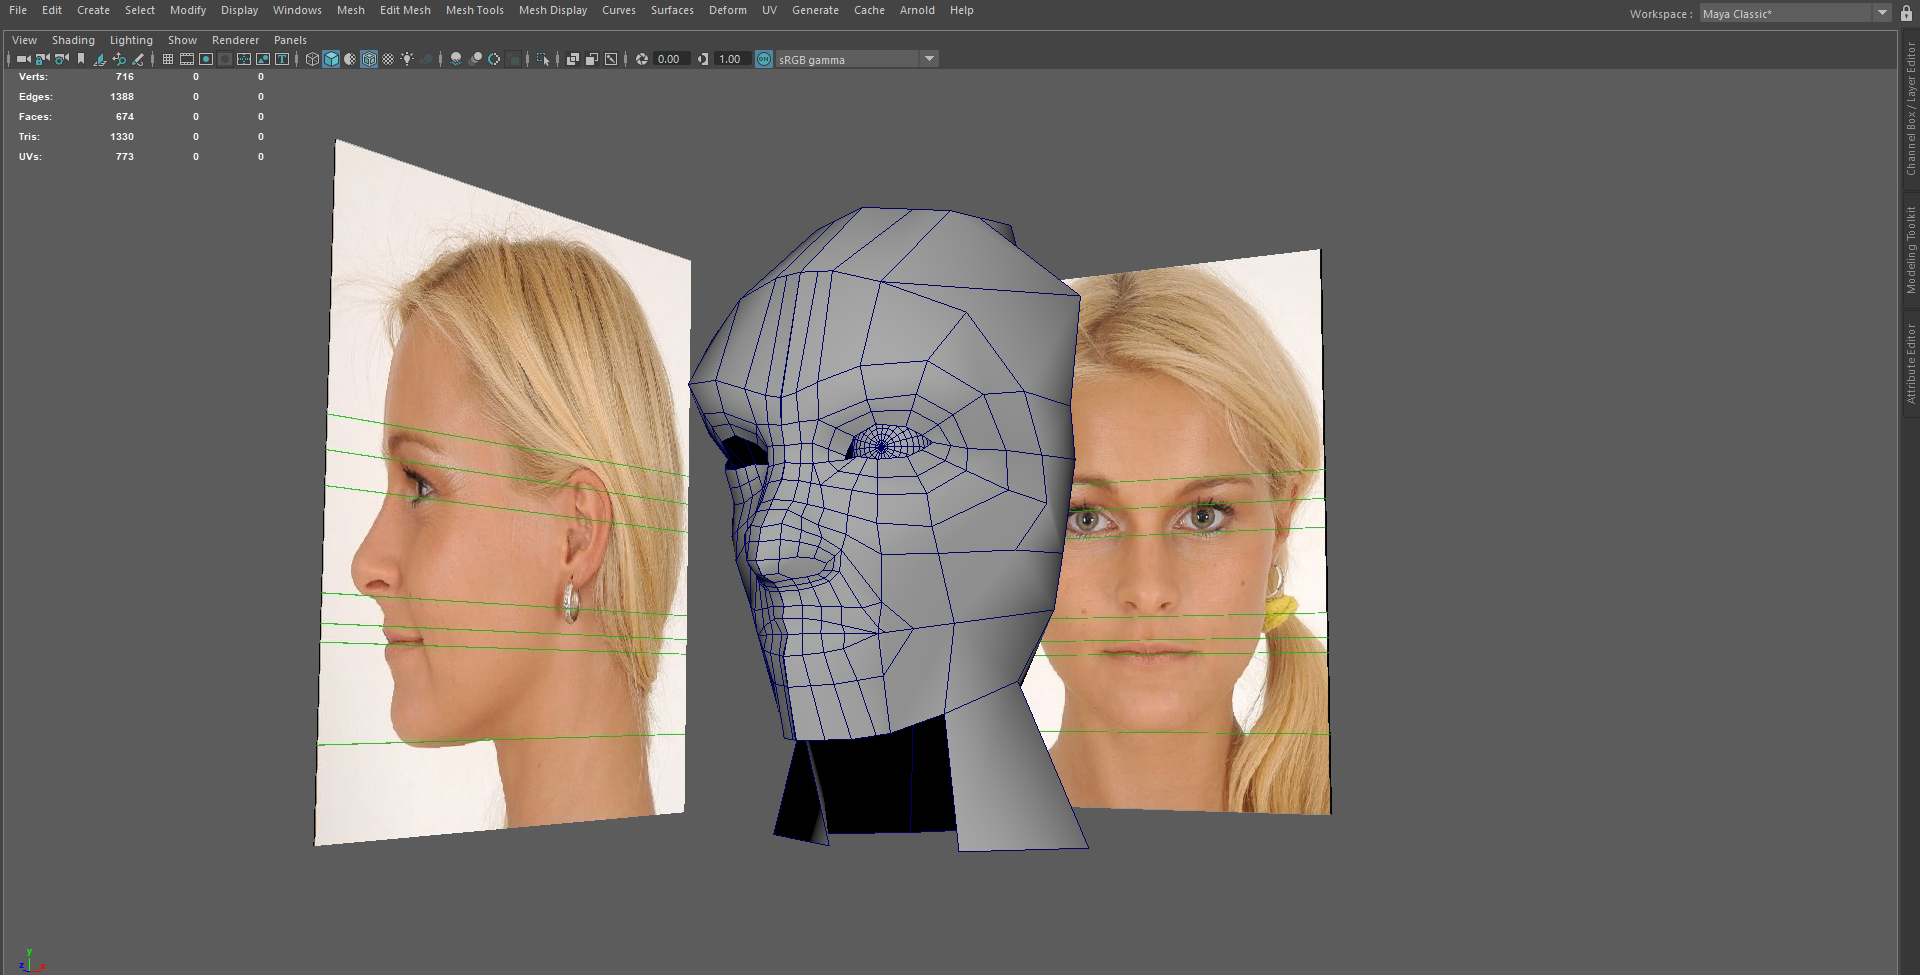 File Edit Create Select Modify Display Windows Mesh Edit Mesh Mesh Tools Mesh Display Curves Surfaces Deform UV Generate Cache Arnold Help
Workspace : Maya Classic*
View Shading Lighting Show Renderer Panels
0.00 1.00 ON sRGB gamma
Verts: 716 0 0
Edges: 1388 0 0
Faces: 674 0 0
Tris: 1330 0 0
UVs: 773 0 0
Channel Box / Layer Editor
Modeling Toolkit
Attribute Editor
y
z x